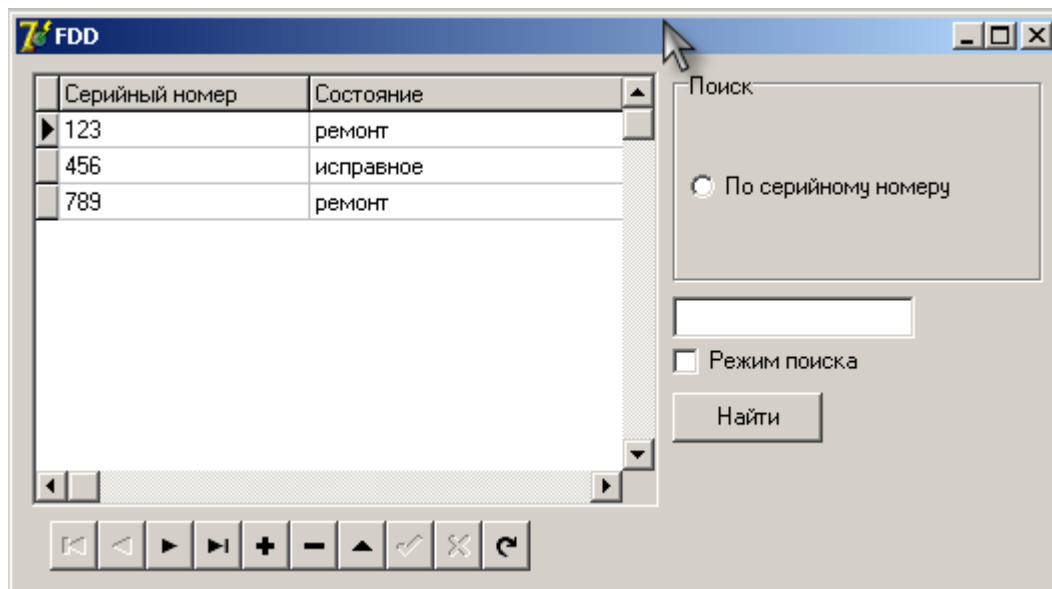 FDD
Серийный номер Состояние
123 ремонт
456 исправное
789 ремонт
Поиск
По серийному номеру
Режим поиска
Найти